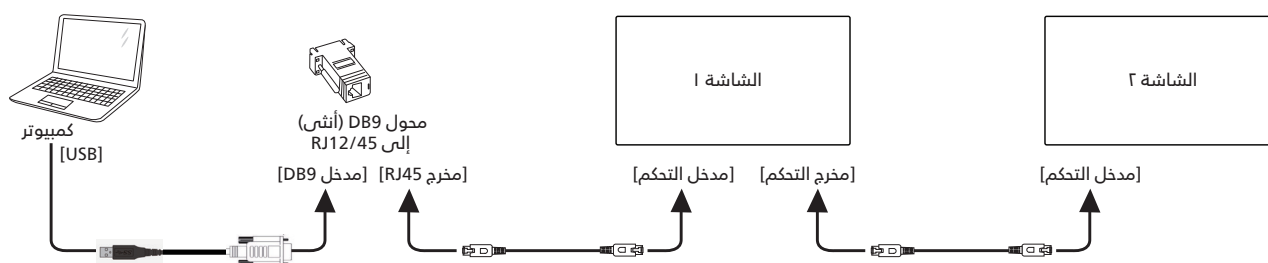 الشاشة ١
الشاشة ٢
محول DB9 (أنثى)
إلى RJ12/45
كمبيوتر
[USB]
[مدخل DB9]
[مخرج RJ45]
[مدخل التحكم]
[مخرج التحكم]
[مدخل التحكم]